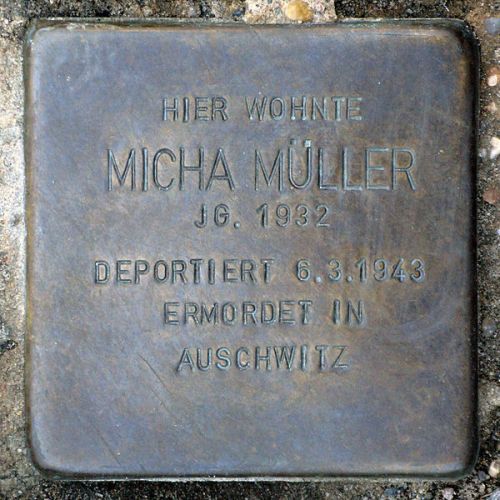 HIER WOHNTE
MICHA MÜLLER
JG. 1932
DEPORTIERT 6.3.1943
ERMORDET IN
AUSCHWITZ